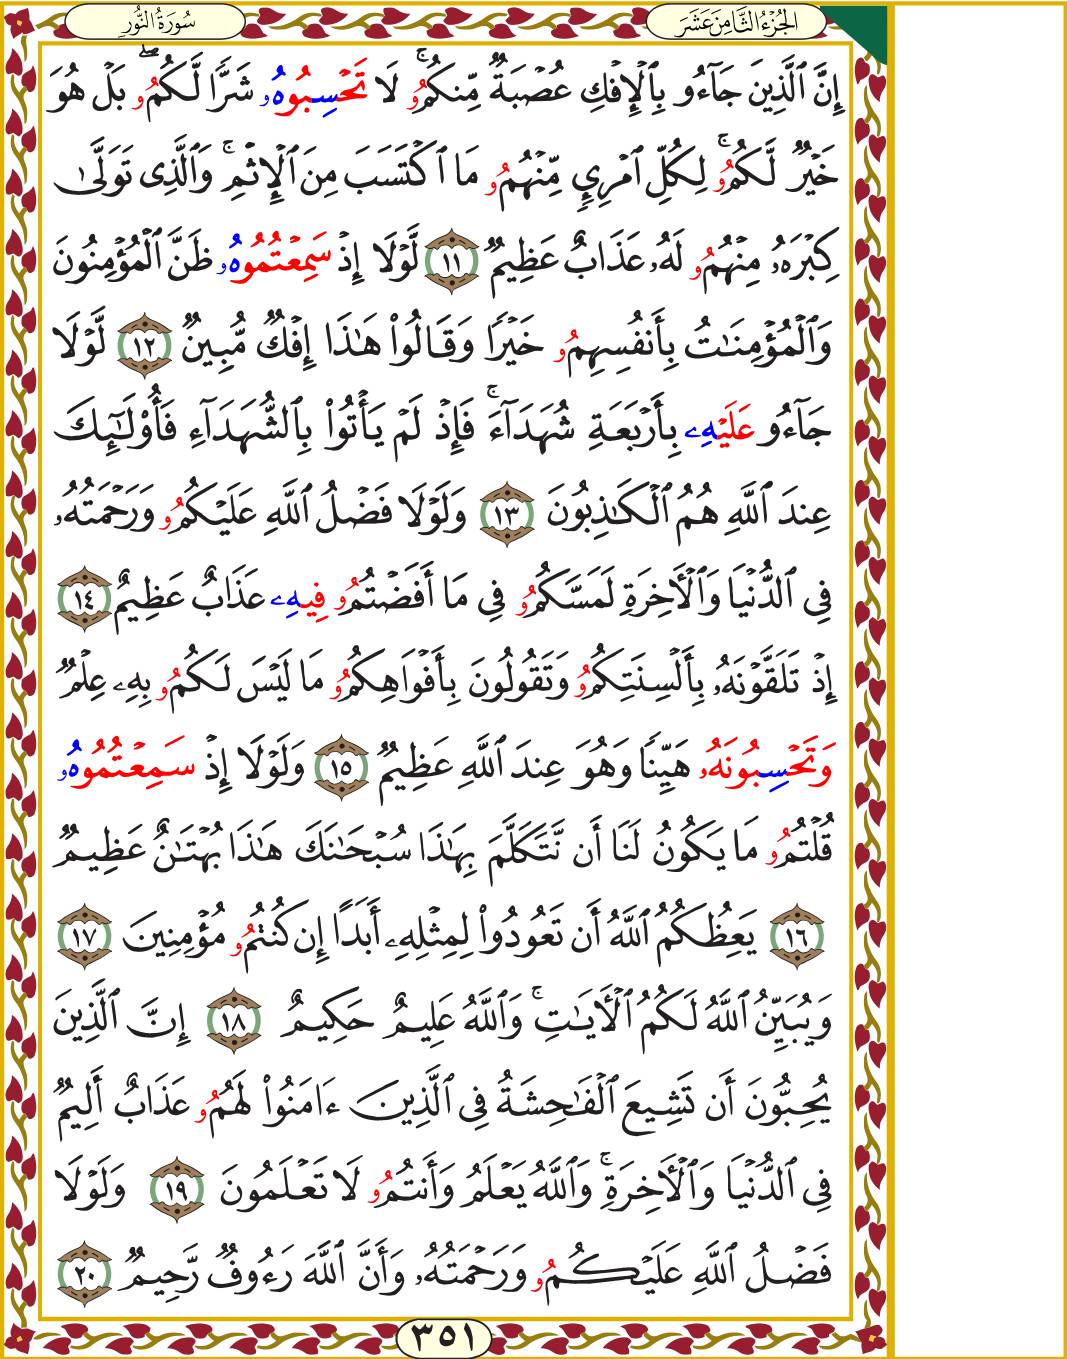 الجُزْءُ الثَّامِنَ عَشَرَ
سُورَةُ النُّورِ
إِنَّ ٱلَّذِينَ جَآءُو بِٱلْإِفْكِ عُصْبَةٌ مِّنكُمُۥۚ لَا تَحْسِبُوهُۥ شَرًّا لَّكُمُۥۖ بَلْ هُوَ
خَيْرٌ لَّكُمُۥۚ لِكُلِّ ٱمْرِيٍٕ مِّنْهُمُۥ مَا ٱكْتَسَبَ مِنَ ٱلْإِثْمِۚ وَٱلَّذِى تَوَلَّىٰ
كِبْرَهُۥ مِنْهُمُۥ لَهُۥ عَذَابٌ عَظِيمٌ ١١ لَّوْلَا إِذْ سَمِعْتُمُوهُۥ ظَنَّ ٱلْمُؤْمِنُونَ
وَٱلْمُؤْمِنَٰتُ بِأَنفُسِهِمُۥ خَيْرًا وَقَالُوا۟ هَٰذَا إِفْكٌ مُّبِينٌ ١٢ لَّوْلَا
جَآءُو عَلَيْهِۦ بِأَرْبَعَةِ شُهَدَآءَۚ فَإِذْ لَمْ يَأْتُوا۟ بِٱلشُّهَدَآءِ فَأُو۟لَٰٓئِكَ
عِندَ ٱللَّهِ هُمُ ٱلْكَٰذِبُونَ ١٣ وَلَوْلَا فَضْلُ ٱللَّهِ عَلَيْكُمُۥ وَرَحْمَتُهُۥ
فِى ٱلدُّنْيَا وَٱلْأَخِرَةِ لَمَسَّكُمُۥ فِى مَا أَفَضْتُمُۥ فِيهِۦ عَذَابٌ عَظِيمٌ ١٤
إِذْ تَلَقَّوْنَهُۥ بِأَلْسِنَتِكُمُۥ وَتَقُولُونَ بِأَفْوَاهِكُمُۥ مَا لَيْسَ لَكُمُۥ بِهِۦ عِلْمٌ
وَتَحْسِبُونَهُۥ هَيِّنًا وَهُوَ عِندَ ٱللَّهِ عَظِيمٌ ١٥ وَلَوْلَا إِذْ سَمِعْتُمُوهُۥ
قُلْتُمُۥ مَا يَكُونُ لَنَا أَن نَّتَكَلَّمَ بِهَٰذَا سُبْحَٰنَكَ هَٰذَا بُهْتَٰنٌ عَظِيمٌ
١٦ يَعِظُكُمُ ٱللَّهُ أَن تَعُودُوا۟ لِمِثْلِهِۦ أَبَدًا إِن كُنتُمُۥ مُؤْمِنِينَ ١٧
وَيُبَيِّنُ ٱللَّهُ لَكُمُ ٱلْأَيَٰتِۚ وَٱللَّهُ عَلِيمٌ حَكِيمٌ ١٨ إِنَّ ٱلَّذِينَ
يُحِبُّونَ أَن تَشِيعَ ٱلْفَٰحِشَةُ فِى ٱلَّذِينَ ءَامَنُوا۟ لَهُمُۥ عَذَابٌ أَلِيمٌ
فِى ٱلدُّنْيَا وَٱلْأَخِرَةِۚ وَٱللَّهُ يَعْلَمُ وَأَنتُمُۥ لَا تَعْلَمُونَ ١٩ وَلَوْلَا
فَضْلُ ٱللَّهِ عَلَيْكُمُۥ وَرَحْمَتُهُۥ وَأَنَّ ٱللَّهَ رَءُوفٌ رَّحِيمٌ ٢٠
٣٥١